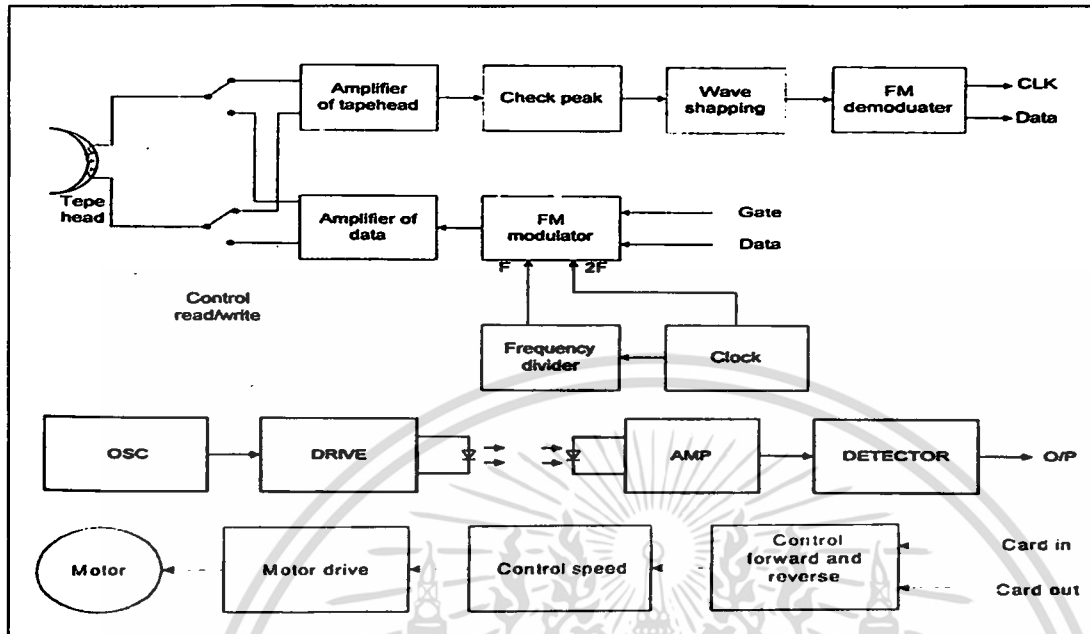 Amplifier
of tapehead
Check peak
Wave
shapping
FM
demoduater
CLK
Data
Tepe
head
Amplifier of
data
FM
modulator
Gate
Data
F
2F
Control
read/write
Frequency
divider
Clock
OSC
DRIVE
AMP
DETECTOR
O/P
Motor
Motor drive
Control speed
Control
forward and
reverse
Card in
Card out